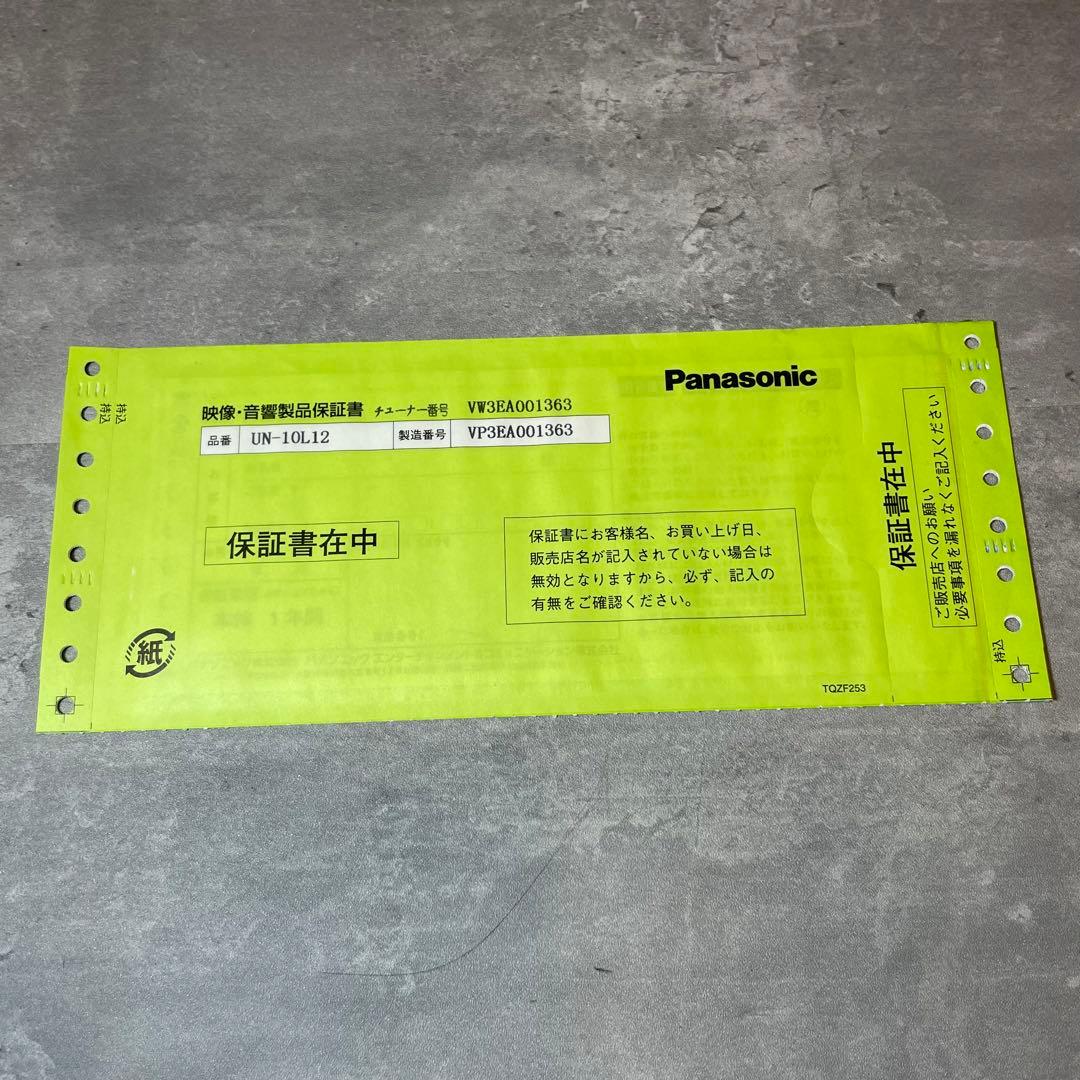 Panasonic
映像・音響製品保証書 チューナー番号 VW3EA001363
品番 UN-10L12 製造番号 VP3EA001363
保証書在中
保証書にお客様名、お買い上げ日、
販売店名が記入されていない場合は
無効となりますから、必ず、記入の
有無をご確認ください。
紙
TQZF253
保証書在中
ご販売店へのお願い
必要事項を漏れなくご記入ください
持込
持込
持込